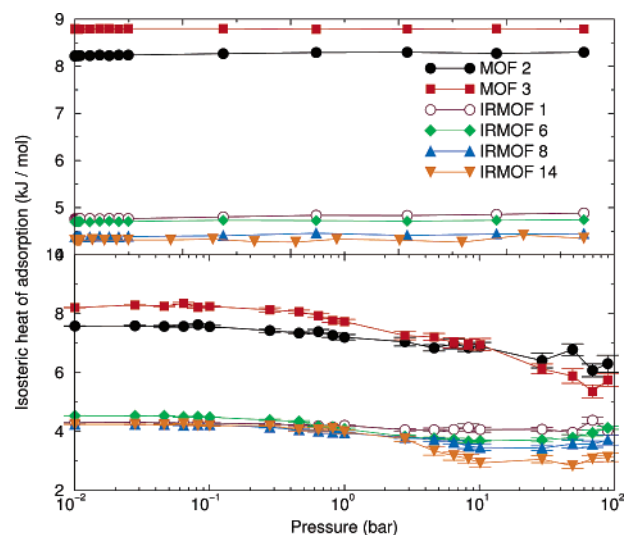 9
8
7
6
5
4
10
8
6
4
2
MOF 2
MOF 3
IRMOF 1
IRMOF 6
IRMOF 8
IRMOF 14
Isosteric heat of adsorption (kJ / mol)
10⁻² 10⁻¹ 10⁰ 10¹ 10²
Pressure (bar)